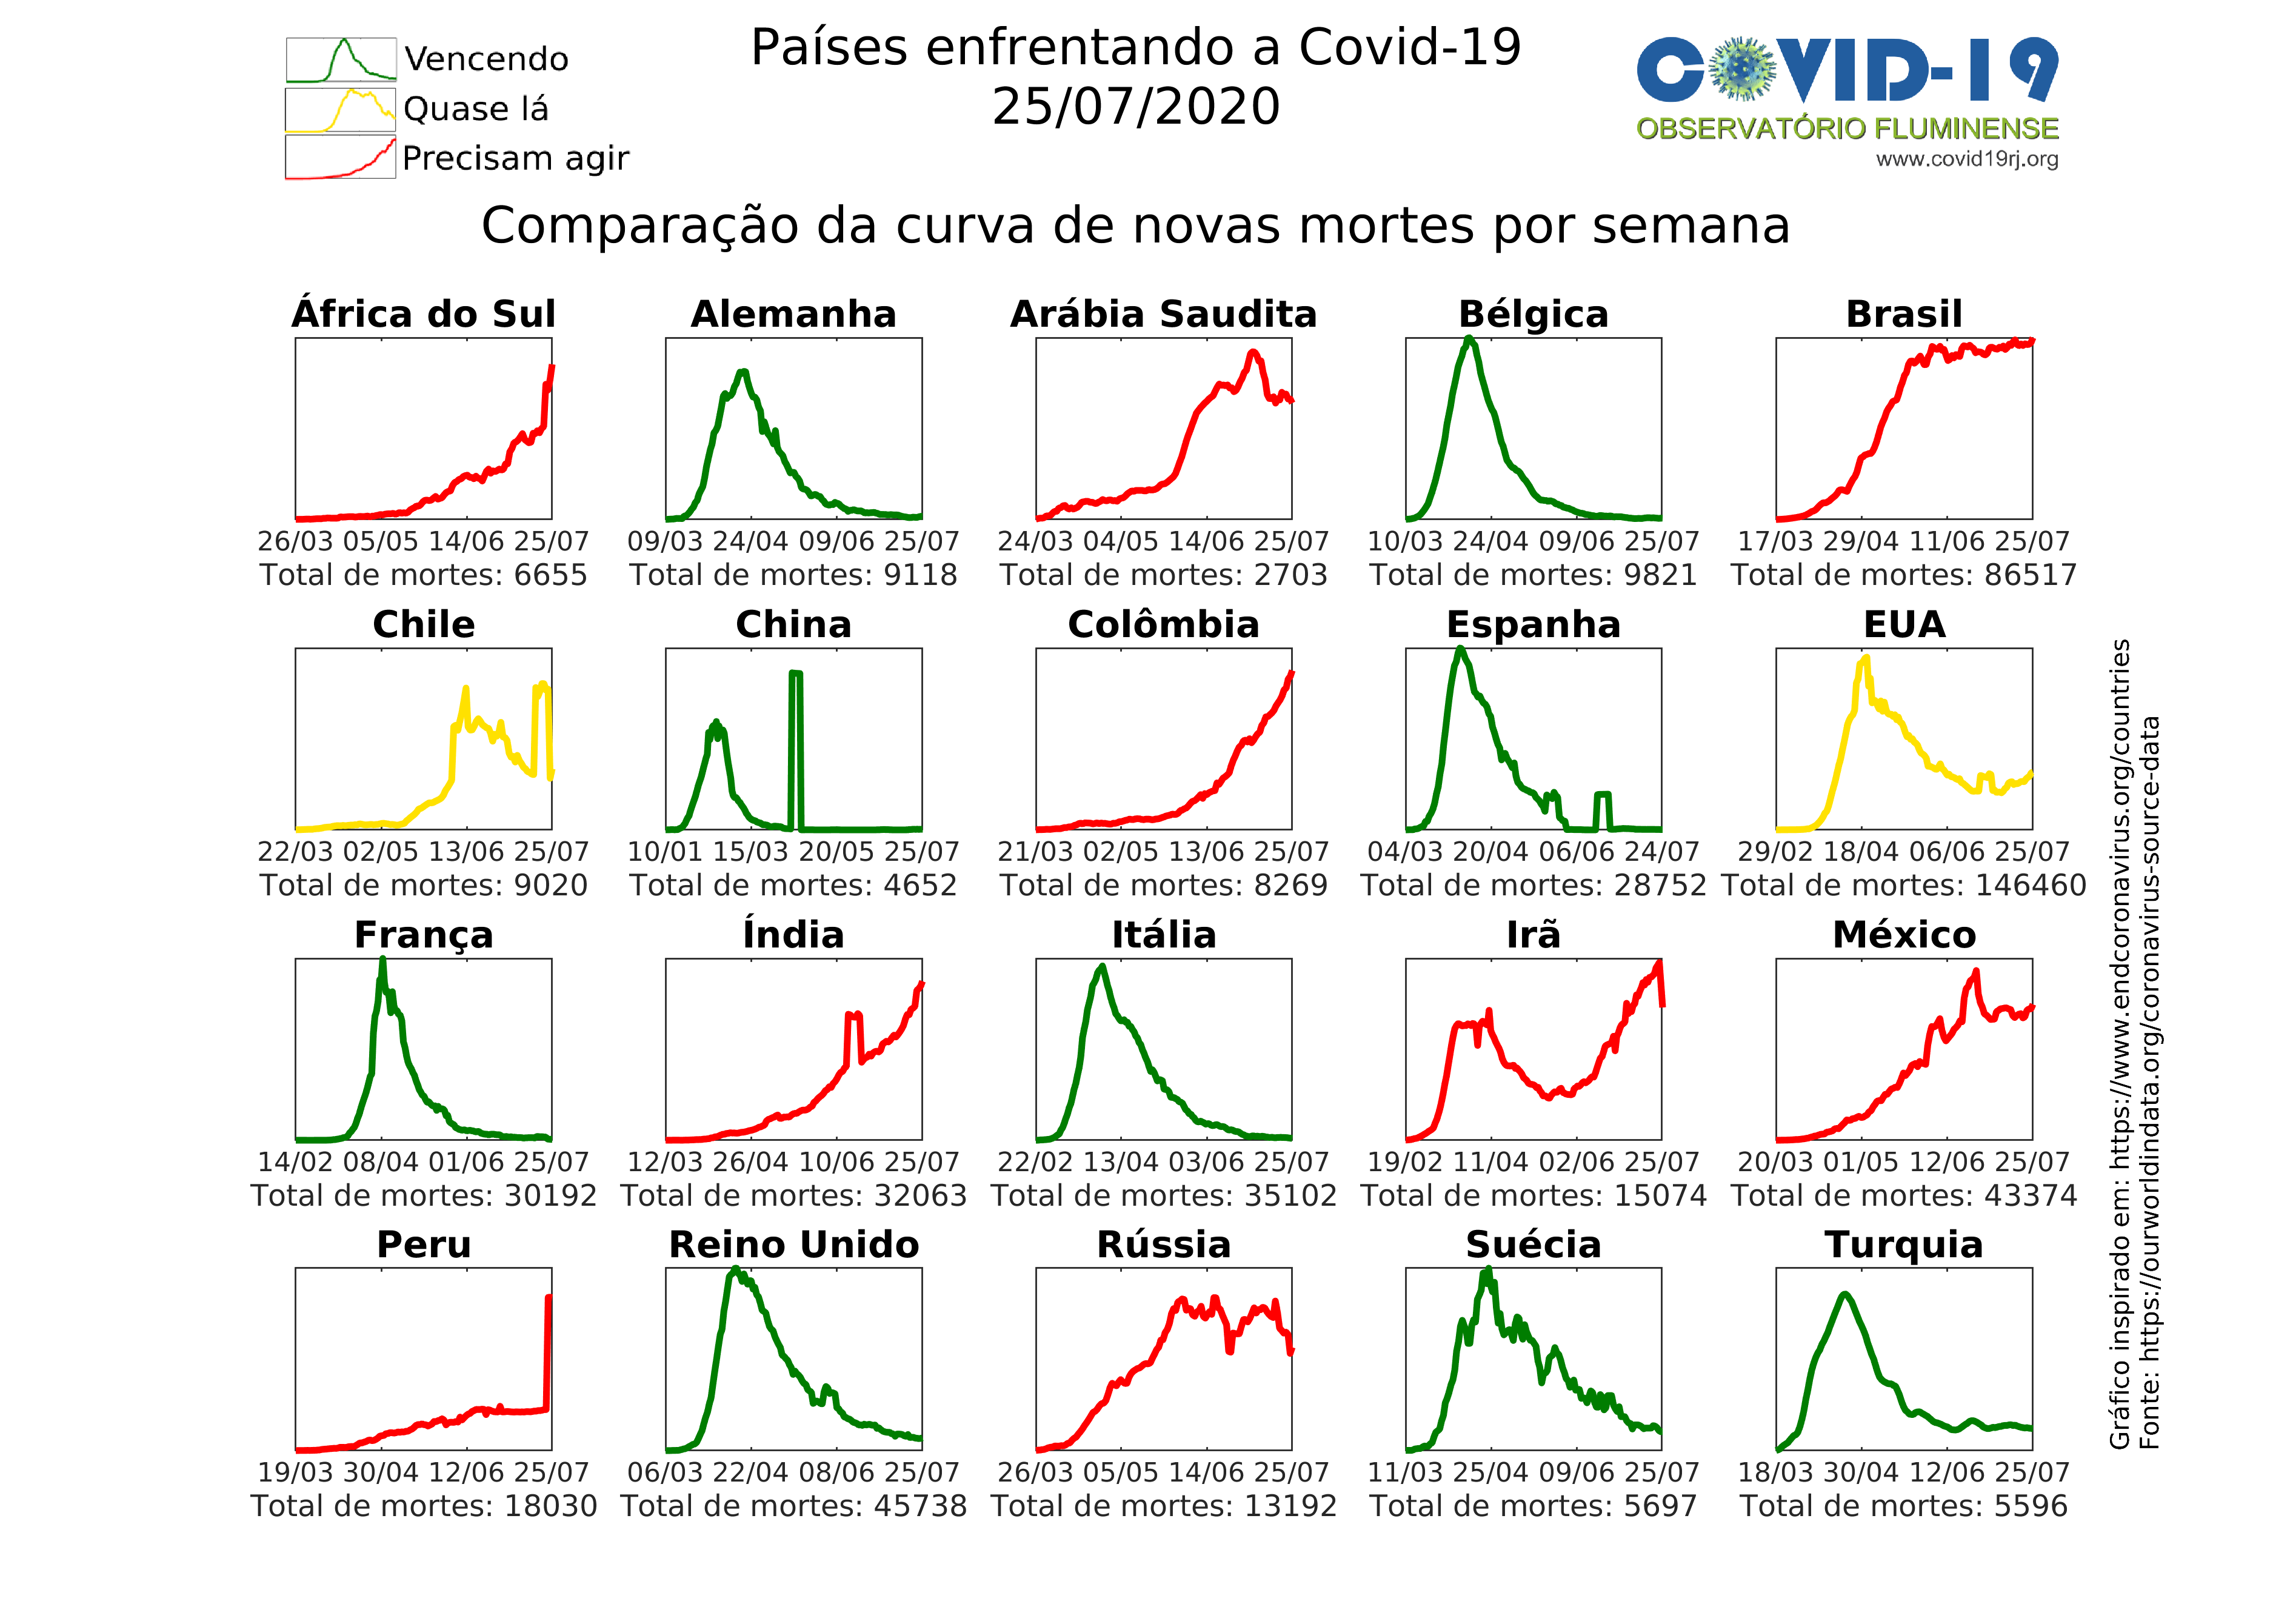 Vencendo
Quase lá
Precisam agir
Países enfrentando a Covid-19
25/07/2020
COVID-19
OBSERVATÓRIO FLUMINENSE
www.covid19rj.org
Comparação da curva de novas mortes por semana
África do Sul
26/03 05/05 14/06 25/07
Total de mortes: 6655
Alemanha
09/03 24/04 09/06 25/07
Total de mortes: 9118
Arábia Saudita
24/03 04/05 14/06 25/07
Total de mortes: 2703
Bélgica
10/03 24/04 09/06 25/07
Total de mortes: 9821
Brasil
17/03 29/04 11/06 25/07
Total de mortes: 86517
Chile
22/03 02/05 13/06 25/07
Total de mortes: 9020
China
10/01 15/03 20/05 25/07
Total de mortes: 4652
Colômbia
21/03 02/05 13/06 25/07
Total de mortes: 8269
Espanha
04/03 20/04 06/06 24/07
Total de mortes: 28752
EUA
29/02 18/04 06/06 25/07
Total de mortes: 146460
França
14/02 08/04 01/06 25/07
Total de mortes: 30192
Índia
12/03 26/04 10/06 25/07
Total de mortes: 32063
Itália
22/02 13/04 03/06 25/07
Total de mortes: 35102
Irã
19/02 11/04 02/06 25/07
Total de mortes: 15074
México
20/03 01/05 12/06 25/07
Total de mortes: 43374
Peru
19/03 30/04 12/06 25/07
Total de mortes: 18030
Reino Unido
06/03 22/04 08/06 25/07
Total de mortes: 45738
Rússia
26/03 05/05 14/06 25/07
Total de mortes: 13192
Suécia
11/03 25/04 09/06 25/07
Total de mortes: 5697
Turquia
18/03 30/04 12/06 25/07
Total de mortes: 5596
Gráfico inspirado em: https://www.endcoronavirus.org/countries
Fonte: https://ourworldindata.org/coronavirus-source-data